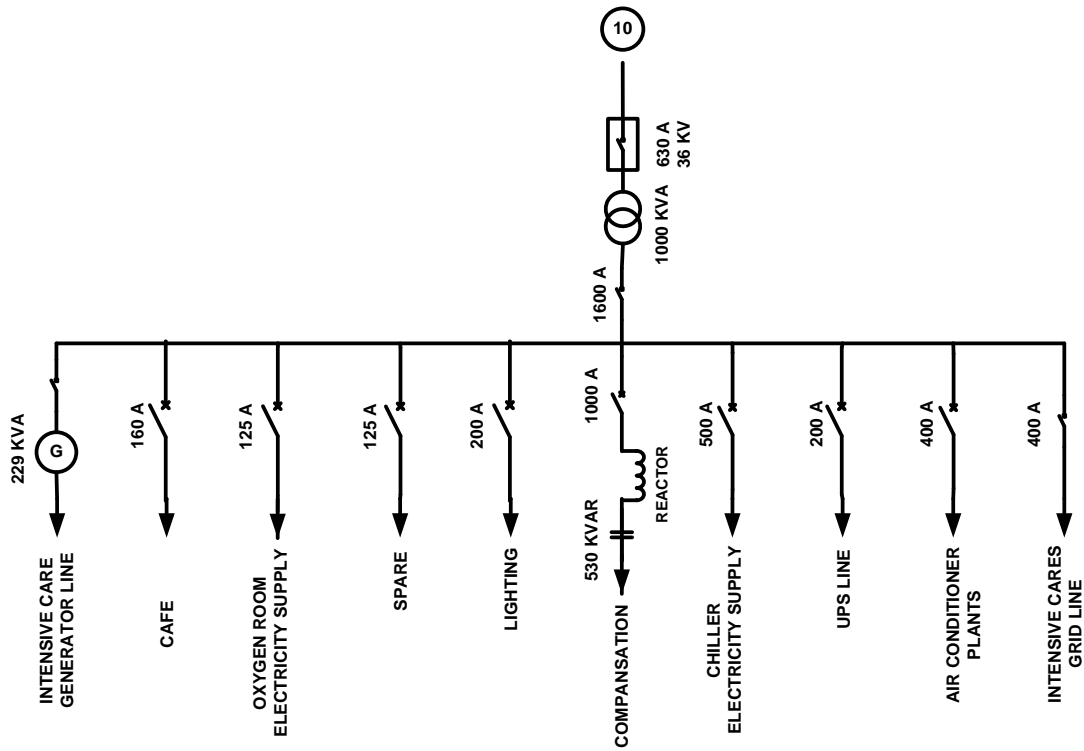 10
630 A
36 KV
1000 KVA
1600 A
229 KVA
G
160 A
125 A
125 A
200 A
1000 A
500 A
200 A
400 A
400 A
REACTOR
530 KVAR
INTENSIVE CARE
GENERATOR LINE
CAFE
OXYGEN ROOM
ELECTRICITY SUPPLY
SPARE
LIGHTING
COMPANSATION
CHILLER
ELECTRICITY SUPPLY
UPS LINE
AIR CONDITIONER
PLANTS
INTENSIVE CARES
GRID LINE